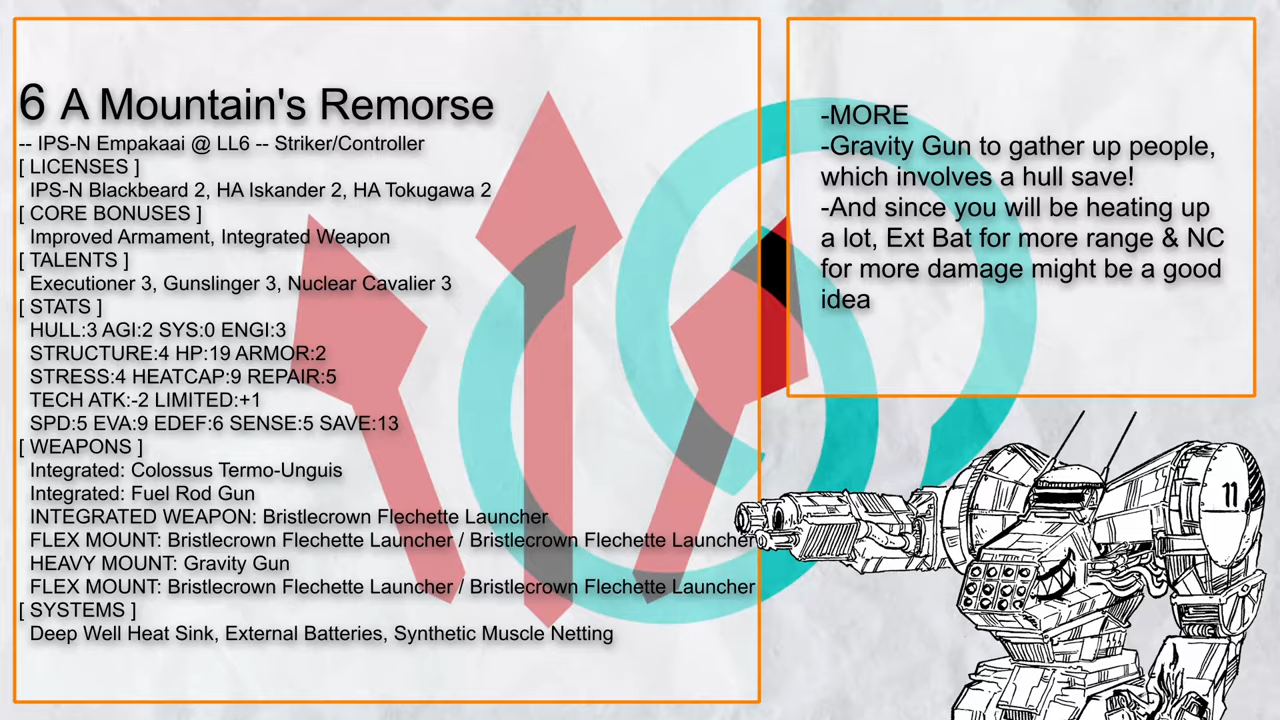 6 A Mountain's Remorse
-- IPS-N Empakaai @ LL6 -- Striker/Controller
[ LICENSES ]
IPS-N Blackbeard 2, HA Iskander 2, HA Tokugawa 2
[ CORE BONUSES ]
Improved Armament, Integrated Weapon
[ TALENTS ]
Executioner 3, Gunslinger 3, Nuclear Cavalier 3
[ STATS ]
HULL:3 AGI:2 SYS:0 ENGI:3
STRUCTURE:4 HP:19 ARMOR:2
STRESS:4 HEATCAP:9 REPAIR:5
TECH ATK:-2 LIMITED:+1
SPD:5 EVA:9 EDEF:6 SENSE:5 SAVE:13
[ WEAPONS ]
Integrated: Colossus Termo-Unguis
Integrated: Fuel Rod Gun
INTEGRATED WEAPON: Bristlecrown Flechette Launcher
FLEX MOUNT: Bristlecrown Flechette Launcher / Bristlecrown Flechette Launcher
HEAVY MOUNT: Gravity Gun
FLEX MOUNT: Bristlecrown Flechette Launcher / Bristlecrown Flechette Launcher
[ SYSTEMS ]
Deep Well Heat Sink, External Batteries, Synthetic Muscle Netting
-MORE
-Gravity Gun to gather up people,
which involves a hull save!
-And since you will be heating up
a lot, Ext Bat for more range & NC
for more damage might be a good
idea
11